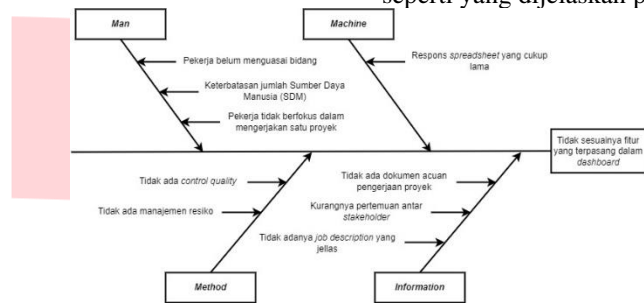 seperti yang dijelaskan p
Man
Machine
Pekerja belum menguasai bidang
Keterbatasan jumlah Sumber Daya
Manusia (SDM)
Pekerja tidak berfokus dalam
mengerjakan satu proyek
Respons spreadsheet yang cukup
lama
Tidak sesuainya fitur
yang terpasang dalam
dashboard
Tidak ada control quality
Tidak ada manajemen resiko
Tidak ada dokumen acuan
pengerjaan proyek
Kurangnya pertemuan antar
stakeholder
Tidak adanya job description yang
jellas
Method
Information